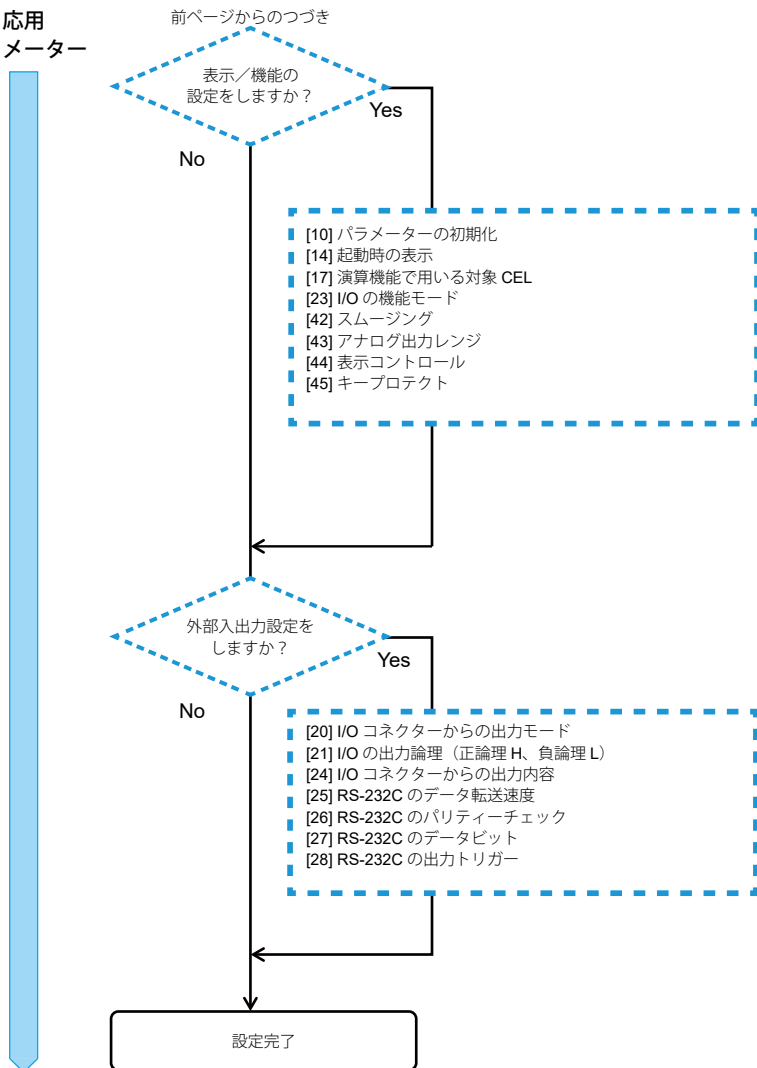 応用
メーター
前ページからのつづき
表示／機能の
設定をしますか？
Yes
No
[10] パラメーターの初期化
[14] 起動時の表示
[17] 演算機能で用いる対象 CEL
[23] I/O の機能モード
[42] スムージング
[43] アナログ出力レンジ
[44] 表示コントロール
[45] キープロテクト
外部入出力設定を
しますか？
Yes
No
[20] I/O コネクターからの出力モード
[21] I/O の出力論理（正論理 H、負論理 L）
[24] I/O コネクターからの出力内容
[25] RS-232C のデータ転送速度
[26] RS-232C のパリティーチェック
[27] RS-232C のデータビット
[28] RS-232C の出力トリガー
設定完了